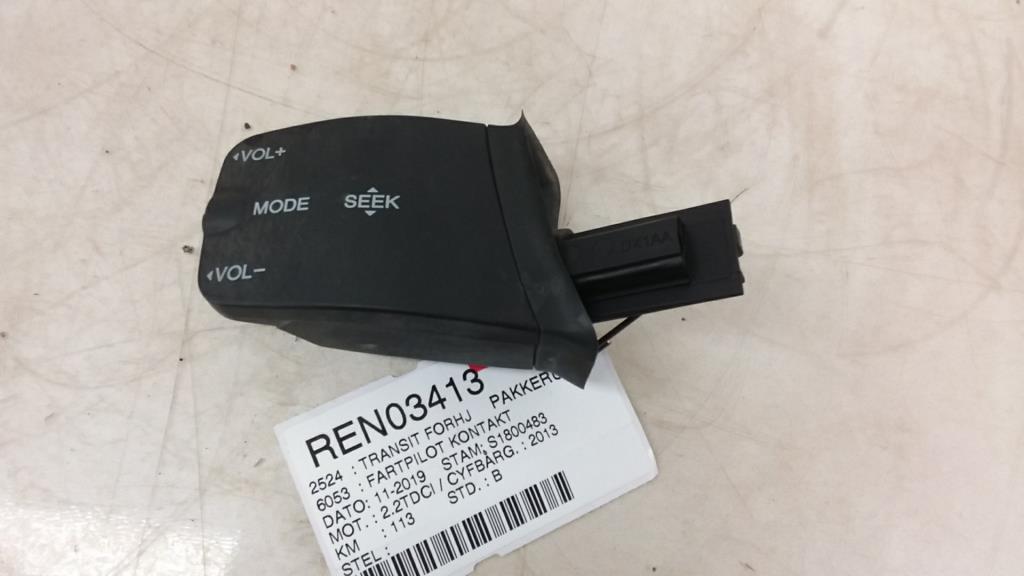 VOL+
MODE SEEK
VOL-
REN03413 PAKKERO
2524 : TRANSIT FORHJ
6053 : FARTPILOT KONTAKT
DATO: 11-2019 STAM; S1800483
MOT. : 2.2TDCI / CYFBÅRG. : 2013
KM : 113 STD. : B
STEL :